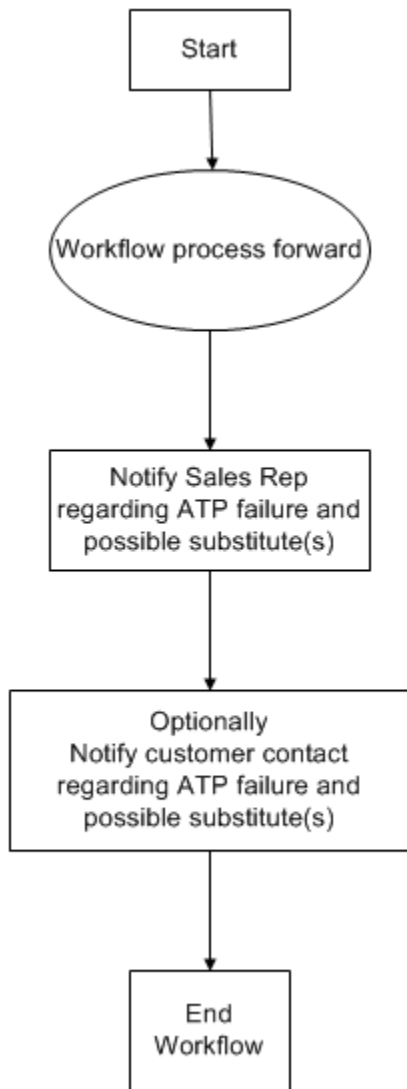 Start
Workflow process forward
Notify Sales Rep
regarding ATP failure and
possible substitute(s)
Optionally
Notify customer contact
regarding ATP failure and
possible substitute(s)
End
Workflow